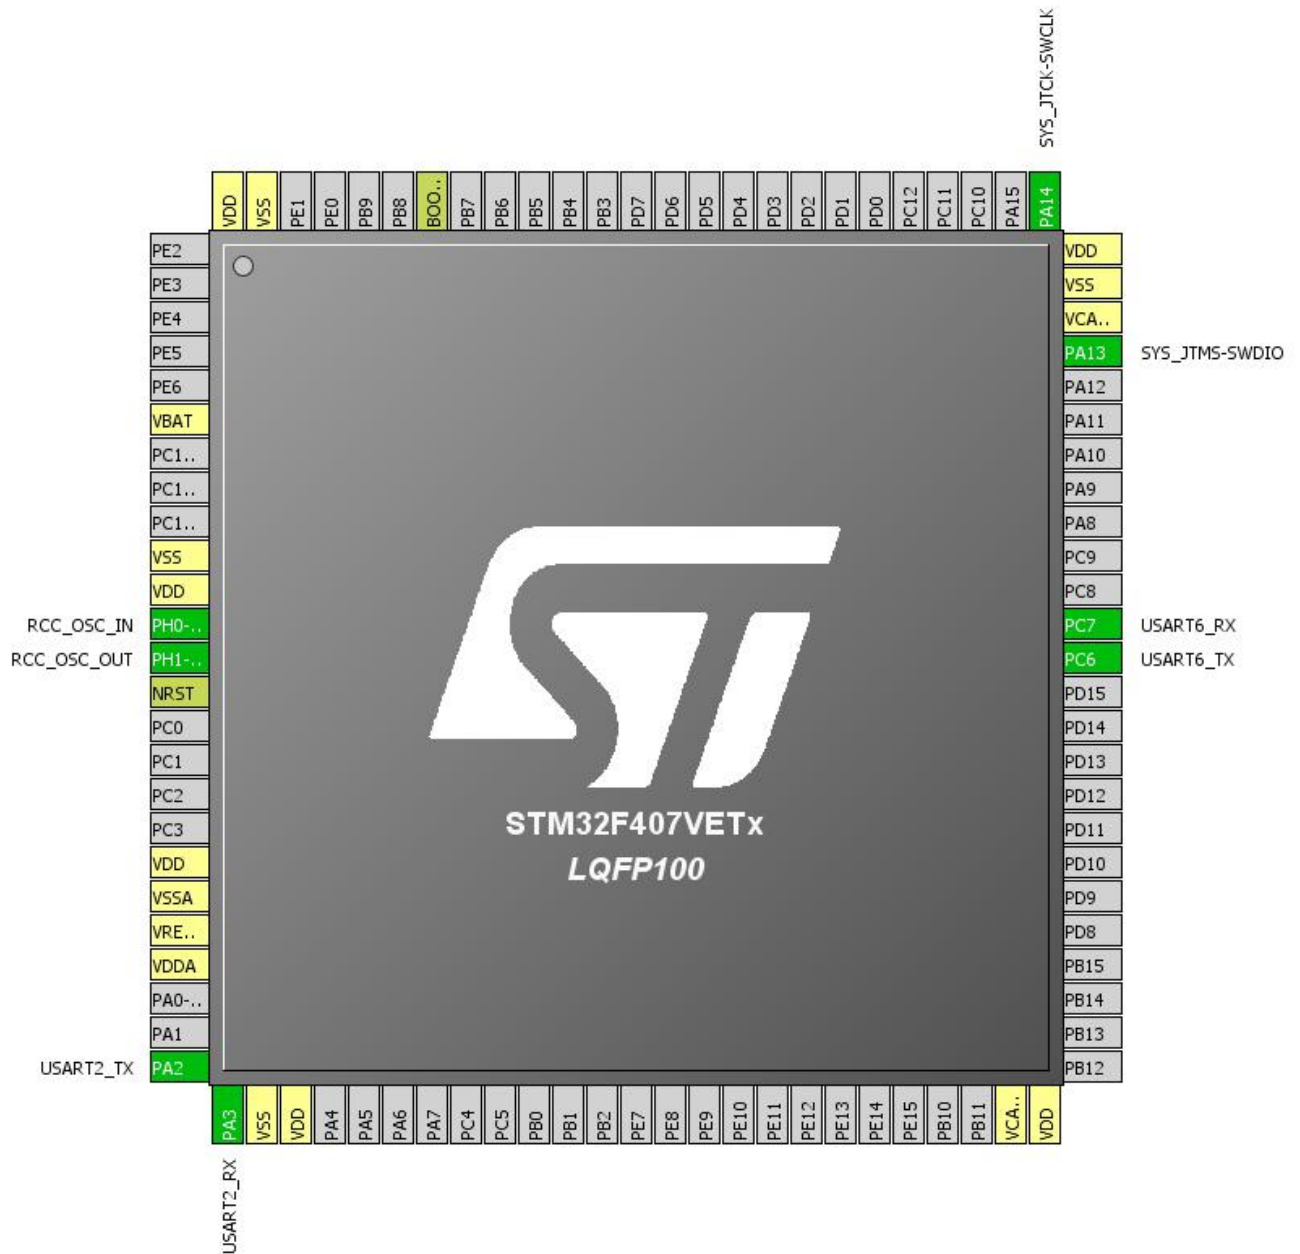 SYS_JTCK-SWCLK
VDD
VSS
PE1
PE0
PB9
PB8
BOO..
PB7
PB6
PB5
PB4
PB3
PD7
PD6
PD5
PD4
PD3
PD2
PD1
PD0
PC12
PC11
PC10
PA15
PA14
PE2
PE3
PE4
PE5
PE6
VBAT
PC1..
PC1..
PC1..
VSS
VDD
RCC_OSC_IN PH0-..
RCC_OSC_OUT PH1-..
NRST
PC0
PC1
PC2
PC3
VDD
VSSA
VRE..
VDDA
PA0-..
PA1
USART2_TX PA2
ST
STM32F407VETx
LQFP100
VDD
VSS
VCA..
PA13 SYS_JTMS-SWDIO
PA12
PA11
PA10
PA9
PA8
PC9
PC8
PC7 USART6_RX
PC6 USART6_TX
PD15
PD14
PD13
PD12
PD11
PD10
PD9
PD8
PB15
PB14
PB13
PB12
PA3
VSS
VDD
PA4
PA5
PA6
PA7
PC4
PC5
PB0
PB1
PB2
PE7
PE8
PE9
PE10
PE11
PE12
PE13
PE14
PE15
PB10
PB11
VCA..
VDD
USART2_RX